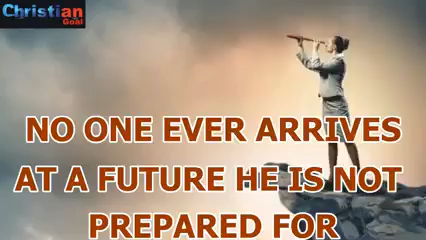 Christian
Goal
NO ONE EVER ARRIVES
AT A FUTURE HE IS NOT
PREPARED FOR